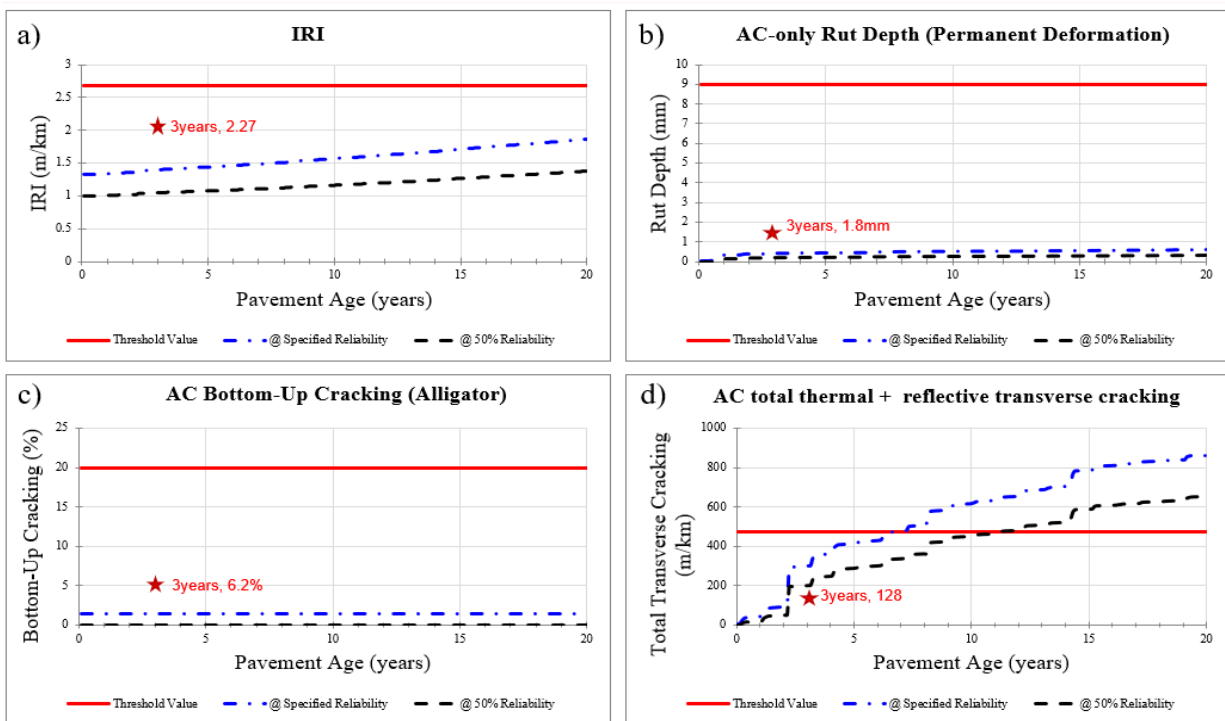 a)
IRI
3
2.5
2
1.5
1
0.5
0
IRI (m/km)
3years, 2.27
0 5 10 15 20
Pavement Age (years)
Threshold Value @ Specified Reliability @ 50% Reliability
b)
AC-only Rut Depth (Permanent Deformation)
10
9
8
7
6
5
4
3
2
1
0
Rut Depth (mm)
3years, 1.8mm
0 5 10 15 20
Pavement Age (years)
Threshold Value @ Specified Reliability @ 50% Reliability
c)
AC Bottom-Up Cracking (Alligator)
25
20
15
10
5
0
Bottom-Up Cracking (%)
3years, 6.2%
0 5 10 15 20
Pavement Age (years)
Threshold Value @ Specified Reliability @ 50% Reliability
d)
AC total thermal + reflective transverse cracking
1000
800
600
400
200
0
Total Transverse Cracking
(m/km)
3years, 128
0 5 10 15 20
Pavement Age (years)
Threshold Value @ Specified Reliability @ 50% Reliability